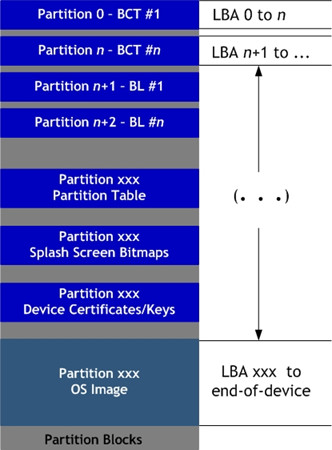 Partition 0 – BCT #1
LBA 0 to n
Partition n – BCT #n
LBA n+1 to ...
Partition n+1 – BL #1
Partition n+2 – BL #n
Partition xxx
Partition Table
(. . .)
Partition xxx
Splash Screen Bitmaps
Partition xxx
Device Certificates/Keys
Partition xxx
OS Image
LBA xxx to
end-of-device
Partition Blocks